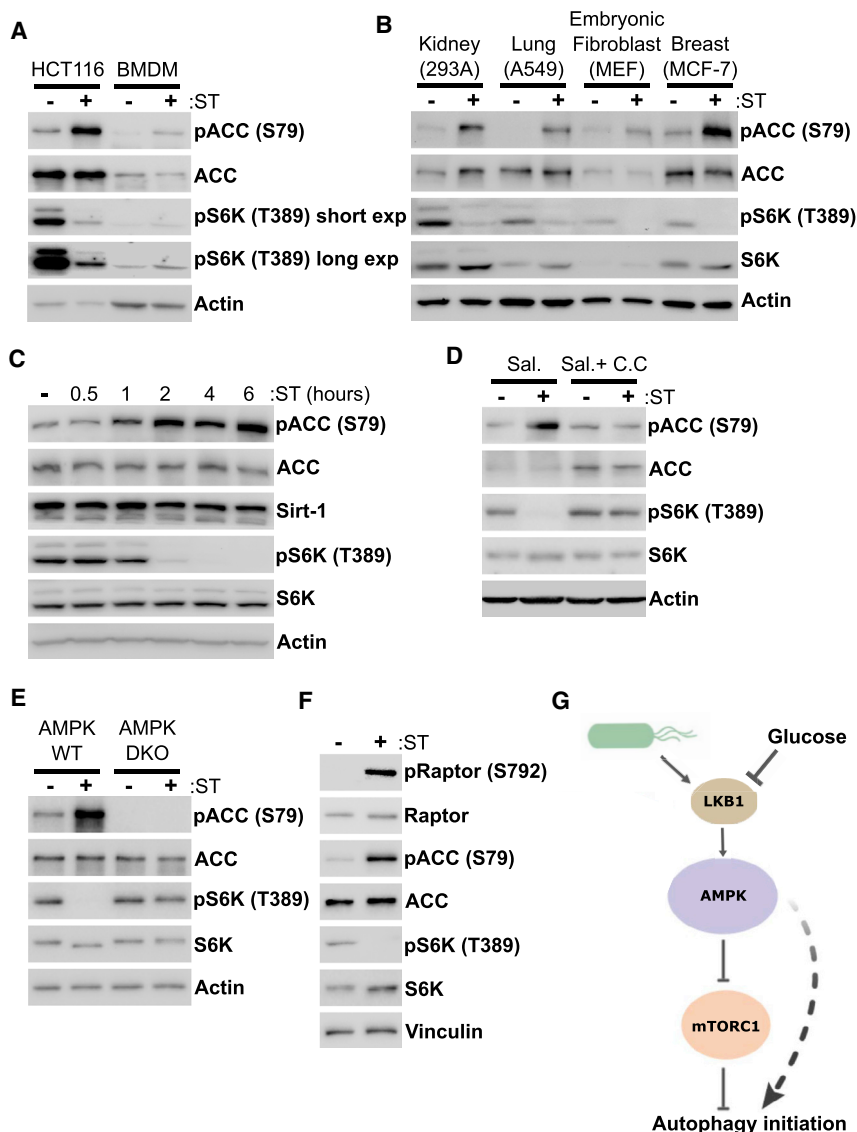 A
HCT116 BMDM
- + - + :ST
pACC (S79)
ACC
pS6K (T389) short exp
pS6K (T389) long exp
Actin
B
Kidney (293A) Lung (A549) Embryonic Fibroblast (MEF) Breast (MCF-7)
- + - + - + - + :ST
pACC (S79)
ACC
pS6K (T389)
S6K
Actin
C
- 0.5 1 2 4 6 :ST (hours)
pACC (S79)
ACC
Sirt-1
pS6K (T389)
S6K
Actin
D
Sal. Sal.+ C.C
- + - + :ST
pACC (S79)
ACC
pS6K (T389)
S6K
Actin
E
AMPK WT AMPK DKO
- + - + :ST
pACC (S79)
ACC
pS6K (T389)
S6K
Actin
F
- + :ST
pRaptor (S792)
Raptor
pACC (S79)
ACC
pS6K (T389)
S6K
Vinculin
G
Glucose
LKB1
AMPK
mTORC1
Autophagy initiation